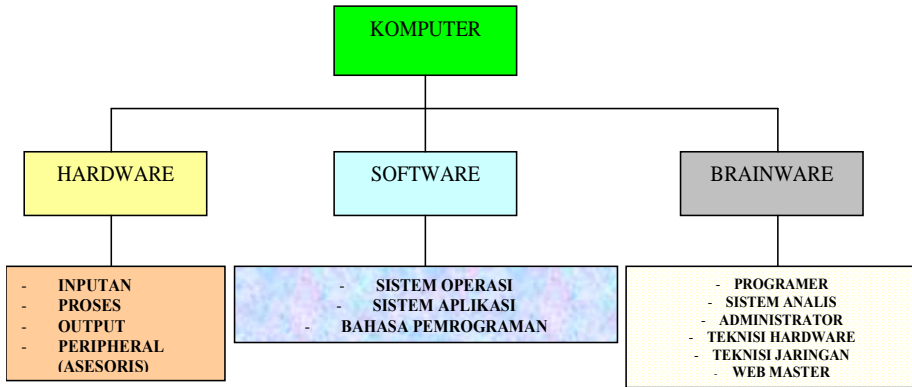 KOMPUTER
HARDWARE
SOFTWARE
BRAINWARE
- INPUTAN
- PROSES
- OUTPUT
- PERIPHERAL
(ASESORIS)
- SISTEM OPERASI
- SISTEM APLIKASI
- BAHASA PEMROGRAMAN
- PROGRAMER
- SISTEM ANALIS
- ADMINISTRATOR
- TEKNISI HARDWARE
- TEKNISI JARINGAN
- WEB MASTER